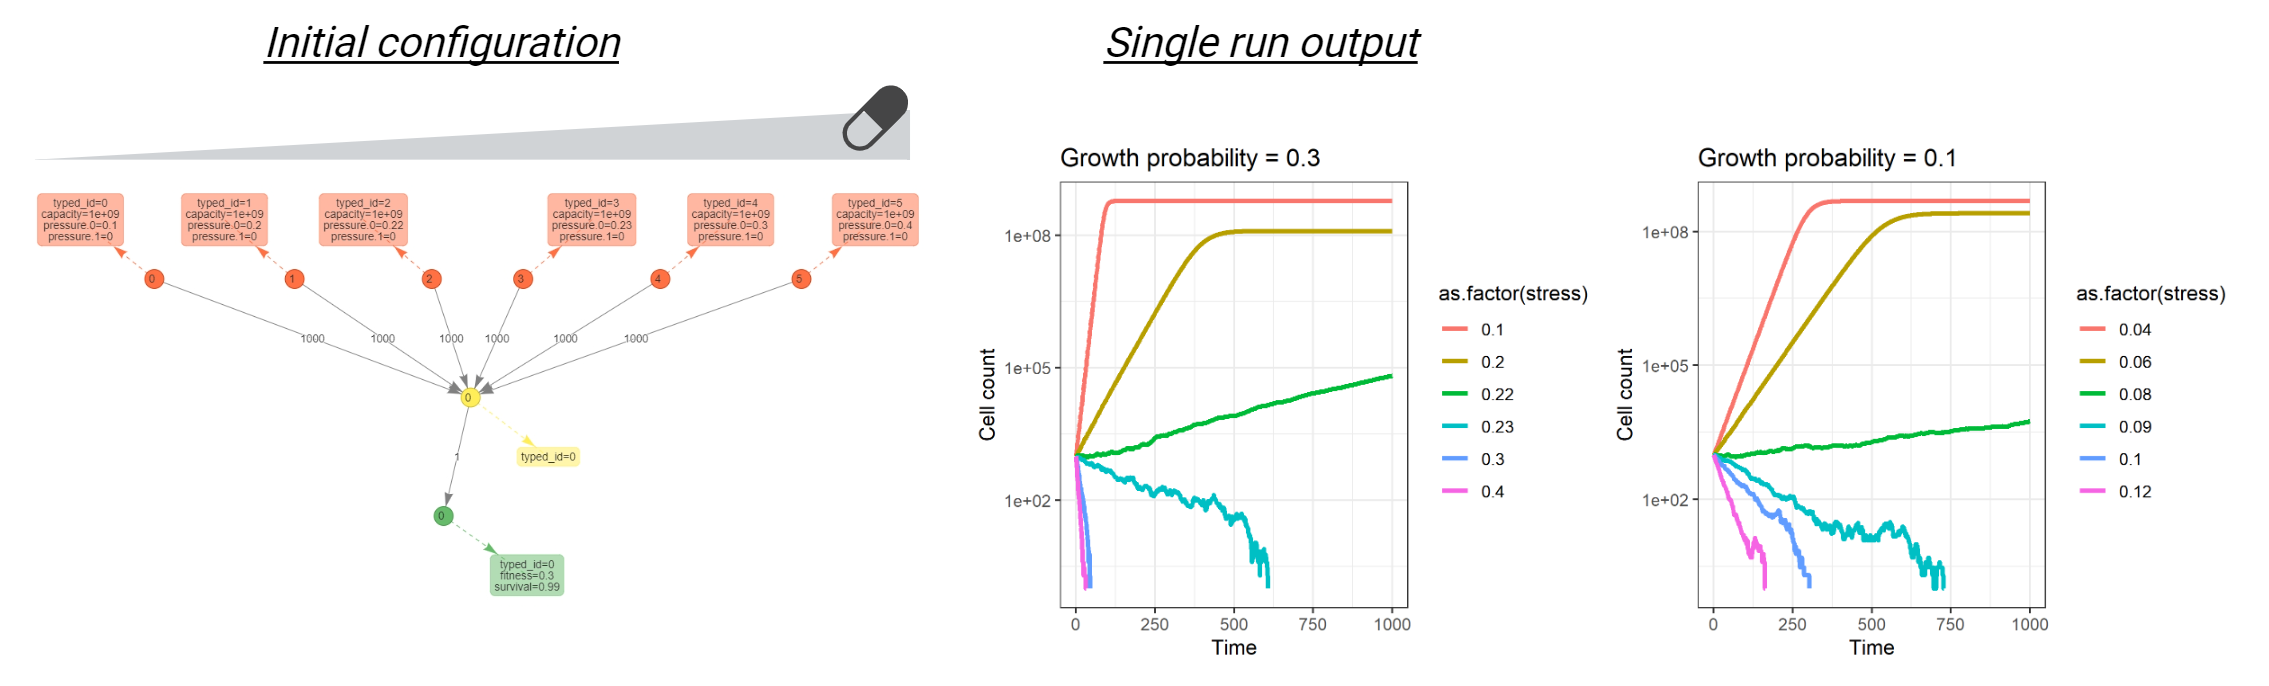 Initial configuration
typed_id=0
capacity=1e+09
pressure.0=0.1
pressure.1=0
typed_id=1
capacity=1e+09
pressure.0=0.2
pressure.1=0
typed_id=2
capacity=1e+09
pressure.0=0.22
pressure.1=0
typed_id=3
capacity=1e+09
pressure.0=0.23
pressure.1=0
typed_id=4
capacity=1e+09
pressure.0=0.3
pressure.1=0
typed_id=5
capacity=1e+09
pressure.0=0.4
pressure.1=0
0
1
2
3
4
5
1000
1000
1000
1000
1000
1000
0
typed_id=0
1
0
typed_id=0
fitness=0.3
survival=0.99
Single run output
Growth probability = 0.3
Cell count
1e+08
1e+05
1e+02
0
250
500
750
1000
Time
as.factor(stress)
0.1
0.2
0.22
0.23
0.3
0.4
Growth probability = 0.1
Cell count
1e+08
1e+05
1e+02
0
250
500
750
1000
Time
as.factor(stress)
0.04
0.06
0.08
0.09
0.1
0.12